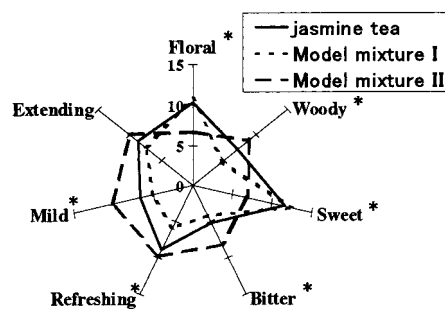 jasmine tea
Model mixture I
Model mixture II
Floral *
15
10
5
0
Woody *
Sweet *
Bitter *
Refreshing *
Mild *
Extending